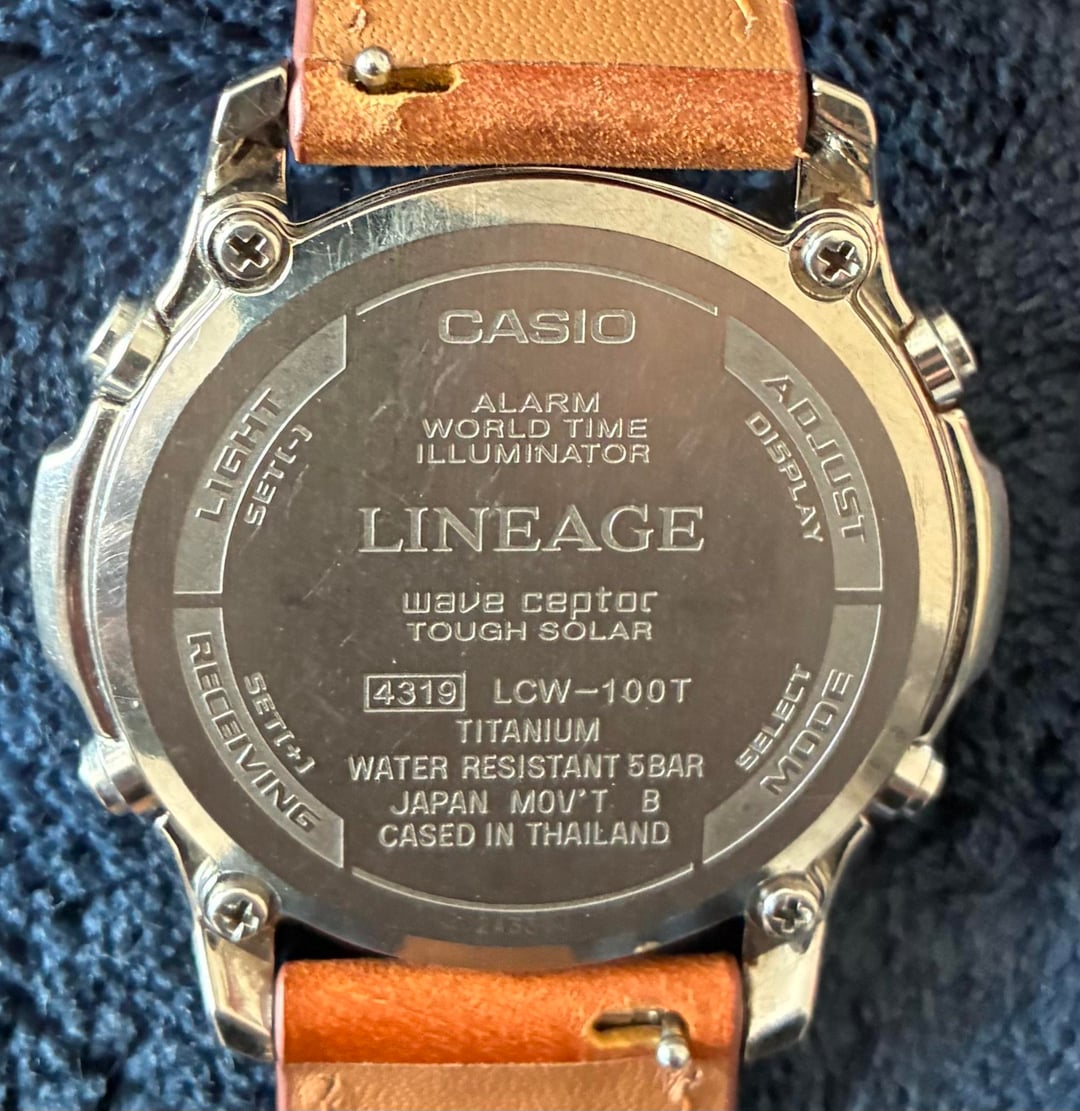 CASIO
ALARM
WORLD TIME
ILLUMINATOR
LINEAGE
wave ceptor
TOUGH SOLAR
4319 LCW-100T
TITANIUM
WATER RESISTANT 5BAR
JAPAN MOV'T B
CASED IN THAILAND
LIGHT
SET(-)
ADJUST
DISPLAY
RECEIVING
SET(+)
SELECT
MODE